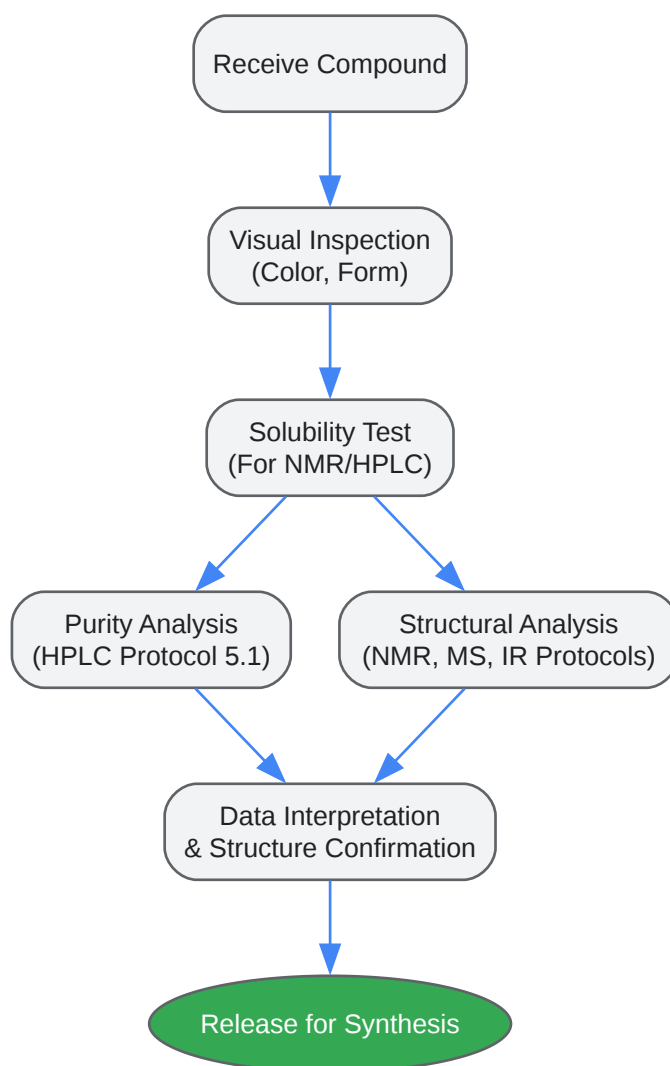 Receive Compound
Visual Inspection
(Color, Form)
Solubility Test
(For NMR/HPLC)
Purity Analysis
(HPLC Protocol 5.1)
Structural Analysis
(NMR, MS, IR Protocols)
Data Interpretation
& Structure Confirmation
Release for Synthesis